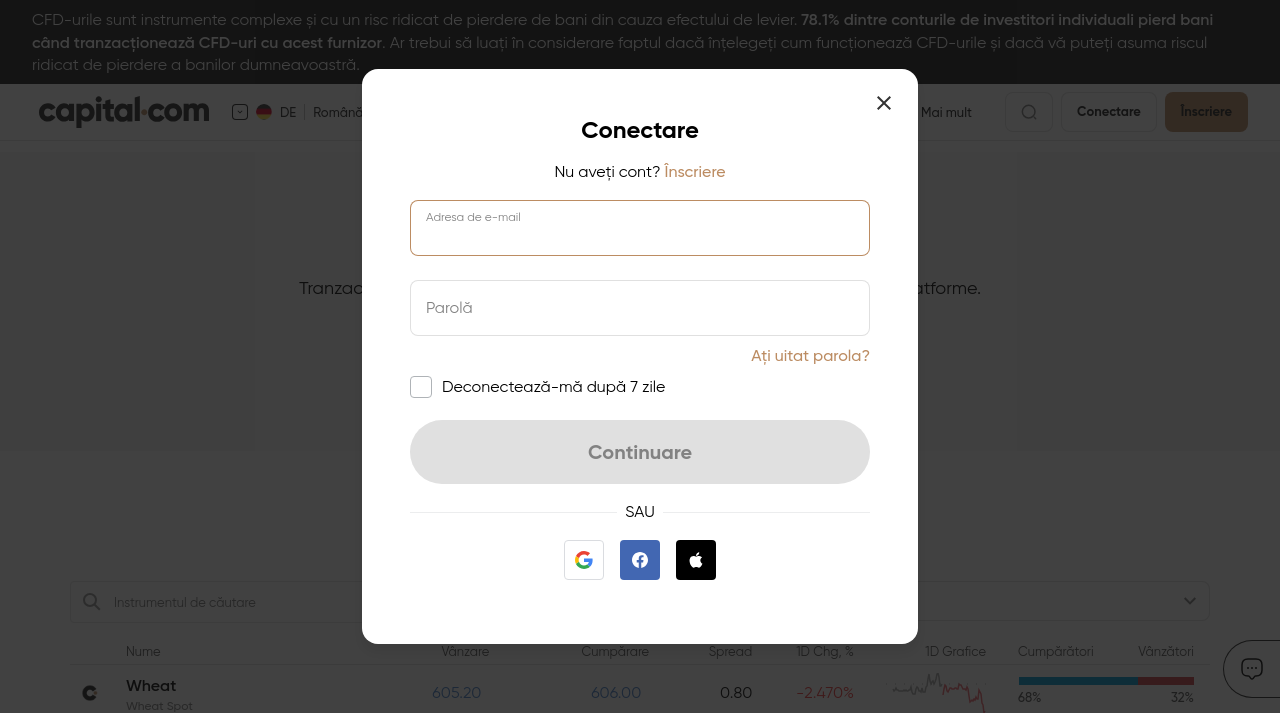 CFD-urile sunt instrumente complexe și cu un risc ridicat de pierdere de bani din cauza efectului de levier. 78.1% dintre conturile de investitori individuali pierd bani
când tranzacționează CFD-uri cu acest furnizor. Ar trebui să luați în considerare faptul dacă înțelegeți cum funcționează CFD-urile și dacă vă puteți asuma riscul
ridicat de pierdere a banilor dumneavoastră.
capital.com
DE
Română
Mai mult
Conectare
Înscriere
Conectare
Nu aveți cont? Înscriere
Adresa de e-mail
Parolă
Ați uitat parola?
Deconectează-mă după 7 zile
Continuare
SAU
Instrumentul de căutare
Nume Vânzare Cumpărare Spread 1D Chg, % 1D Grafice Cumpărători Vânzători
Wheat 605.20 606.00 0.80 -2.470% 68% 32%
Wheat Spot